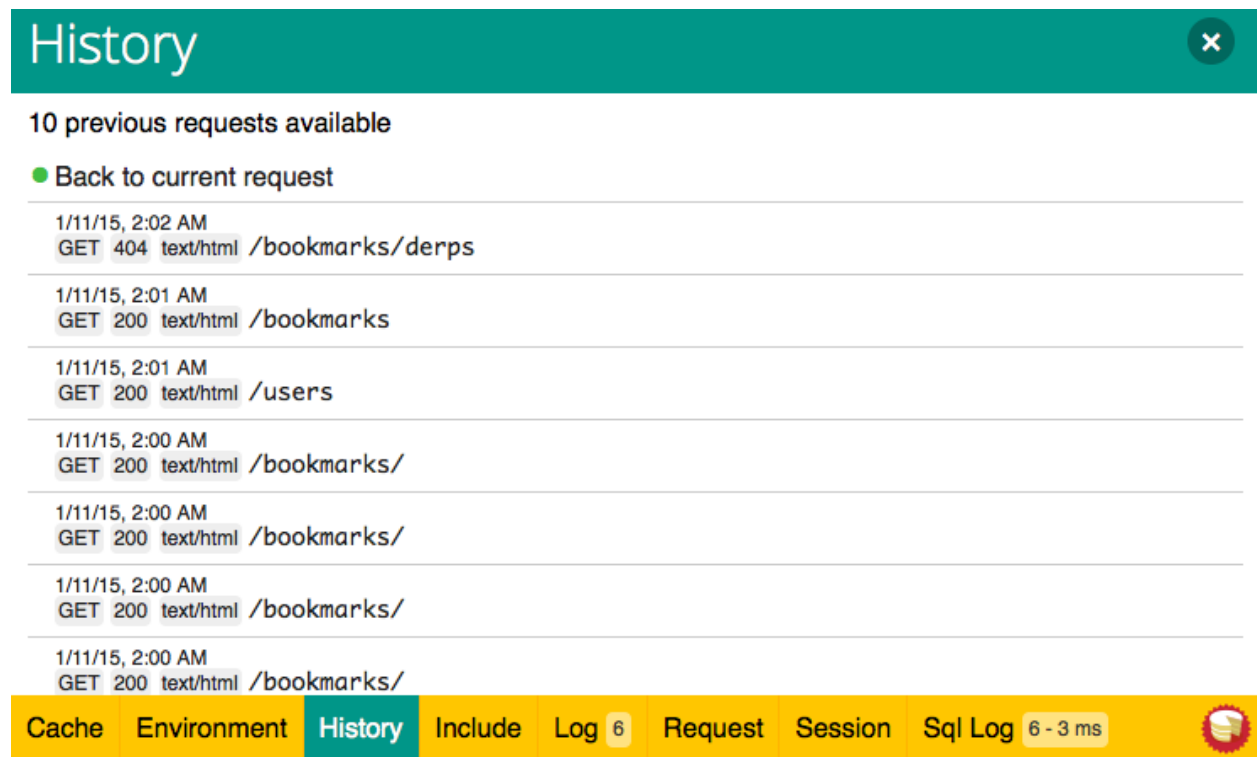 History
10 previous requests available
Back to current request
1/11/15, 2:02 AM
GET 404 text/html /bookmarks/derps
1/11/15, 2:01 AM
GET 200 text/html /bookmarks
1/11/15, 2:01 AM
GET 200 text/html /users
1/11/15, 2:00 AM
GET 200 text/html /bookmarks/
1/11/15, 2:00 AM
GET 200 text/html /bookmarks/
1/11/15, 2:00 AM
GET 200 text/html /bookmarks/
1/11/15, 2:00 AM
GET 200 text/html /bookmarks/
Cache Environment History Include Log 6 Request Session Sql Log 6 - 3 ms